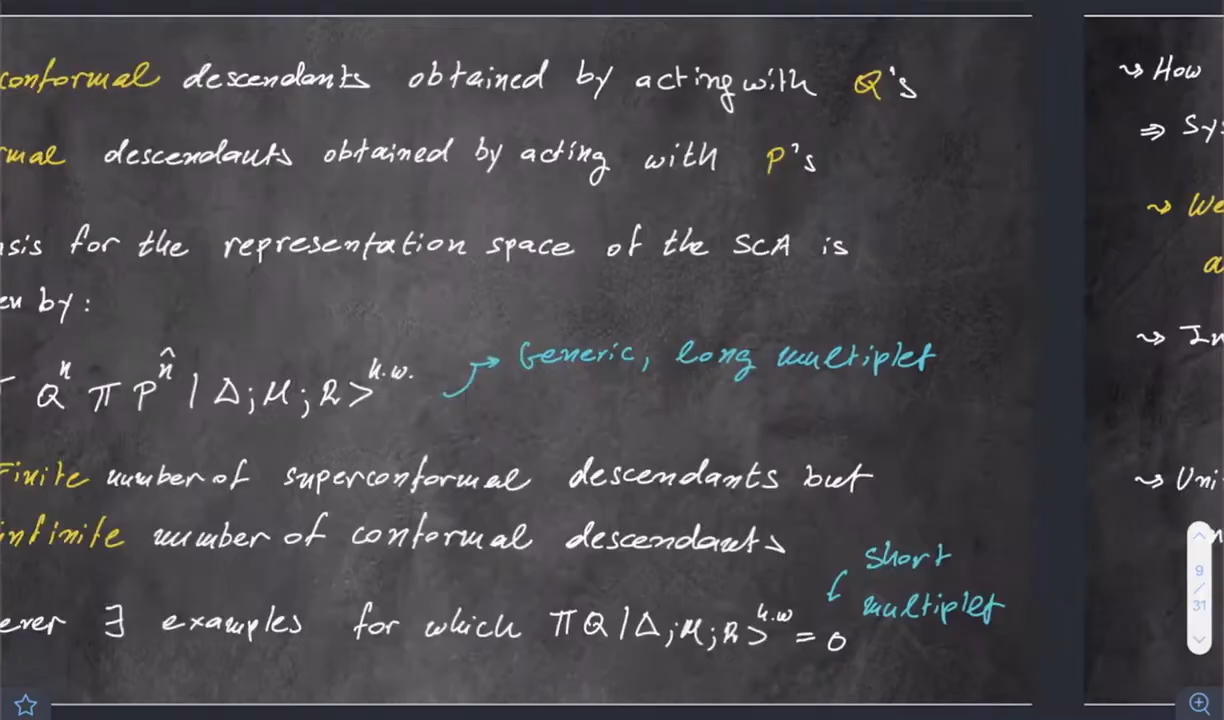 conformal descendants obtained by acting with Q's
rmal descendants obtained by acting with P's
asis for the representation space of the SCA is
en by:
Π Q^n Π P^n̂ | Δ; M; R >^h.w. → Generic, long multiplet
Finite number of superconformal descendants but
infinite number of conformal descendants
short
multiplet
ever ∃ examples for which Π Q | Δ; M; R >^h.w = 0
↝ How
⇒ Sy
↝ We
a
↝ In
↝ Uni
9
/
31